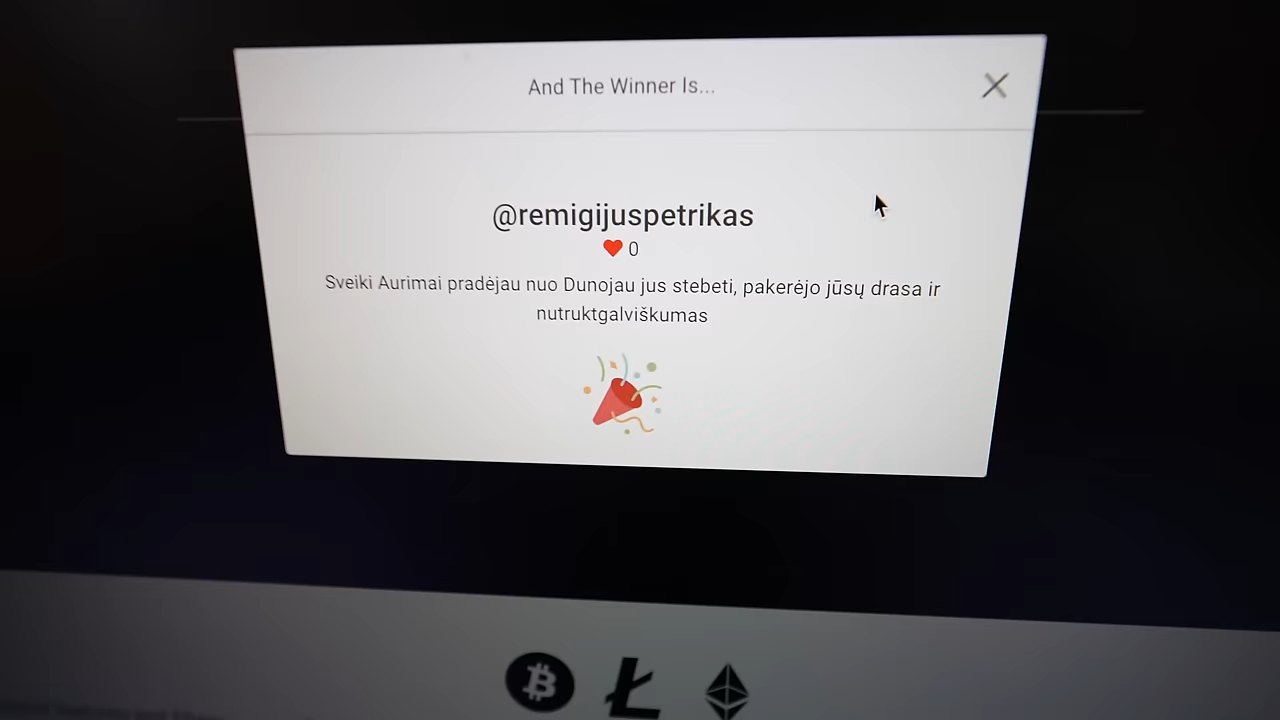 And The Winner Is...
@remigijuspetrikas
0
Sveiki Aurimai pradėjau nuo Dunojau jus stebeti, pakerėjo jūsų drasa ir
nutruktgalviškumas